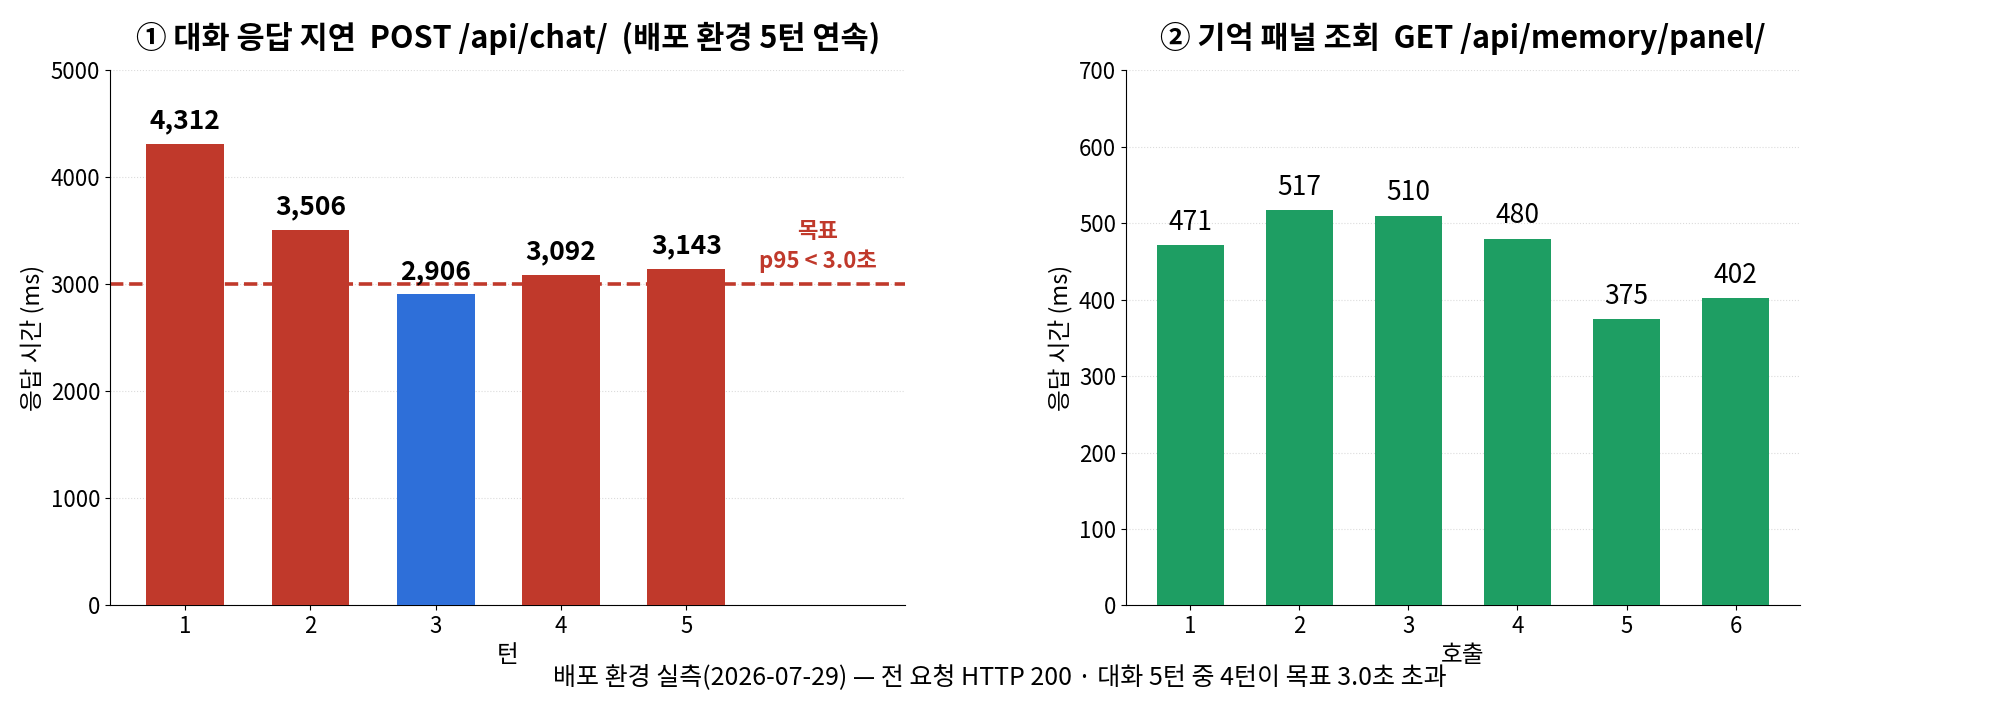 ① 대화 응답 지연  POST /api/chat/  (배포 환경 5턴 연속)
응답 시간 (ms)
5000
4000
3000
2000
1000
0
4,312
3,506
2,906
3,092
3,143
목표
p95 < 3.0초
1 2 3 4 5
턴
② 기억 패널 조회  GET /api/memory/panel/
응답 시간 (ms)
700
600
500
400
300
200
100
0
471
517
510
480
375
402
1 2 3 4 5 6
호출
배포 환경 실측(2026-07-29) — 전 요청 HTTP 200 · 대화 5턴 중 4턴이 목표 3.0초 초과